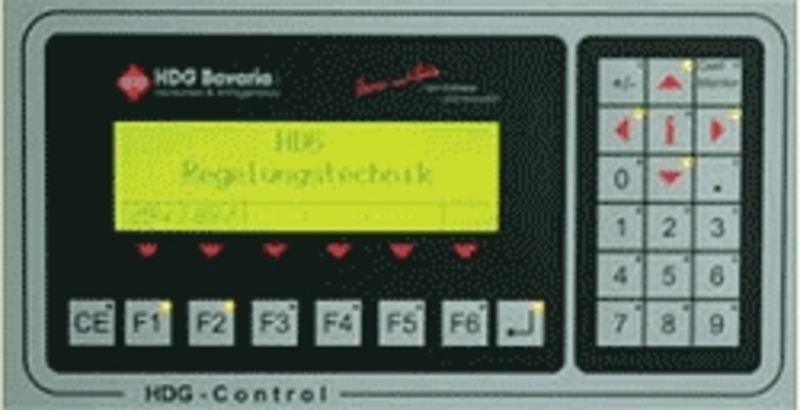 HDG Bavaria
HDG
Regelungstechnik
+/-
i
0
.
1 2 3
4 5 6
7 8 9
CE F1 F2 F3 F4 F5 F6
HDG-Control